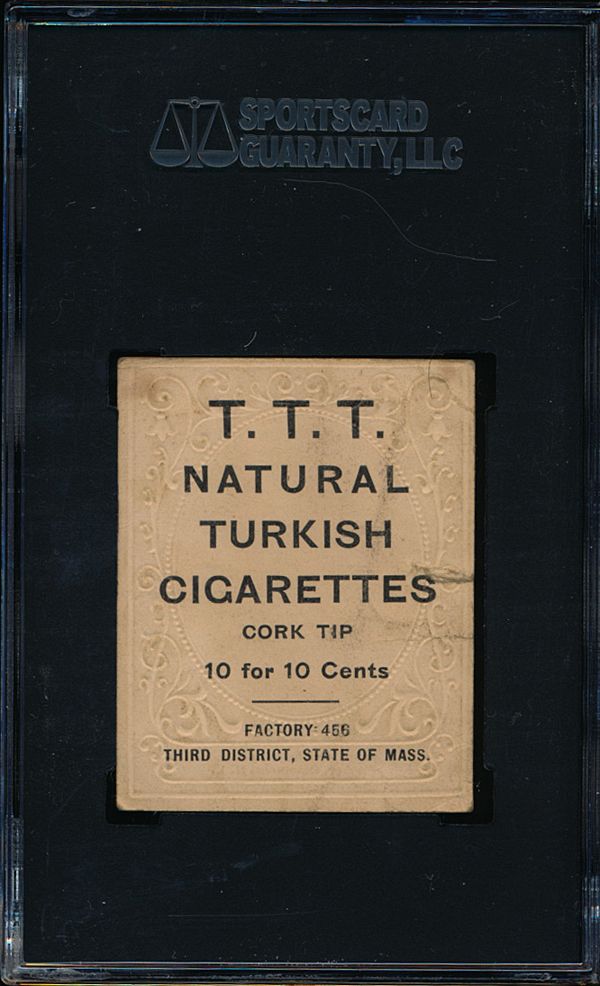 SPORTSCARD
GUARANTY, LLC
T. T. T.
NATURAL
TURKISH
CIGARETTES
CORK TIP
10 for 10 Cents
FACTORY 456
THIRD DISTRICT, STATE OF MASS.